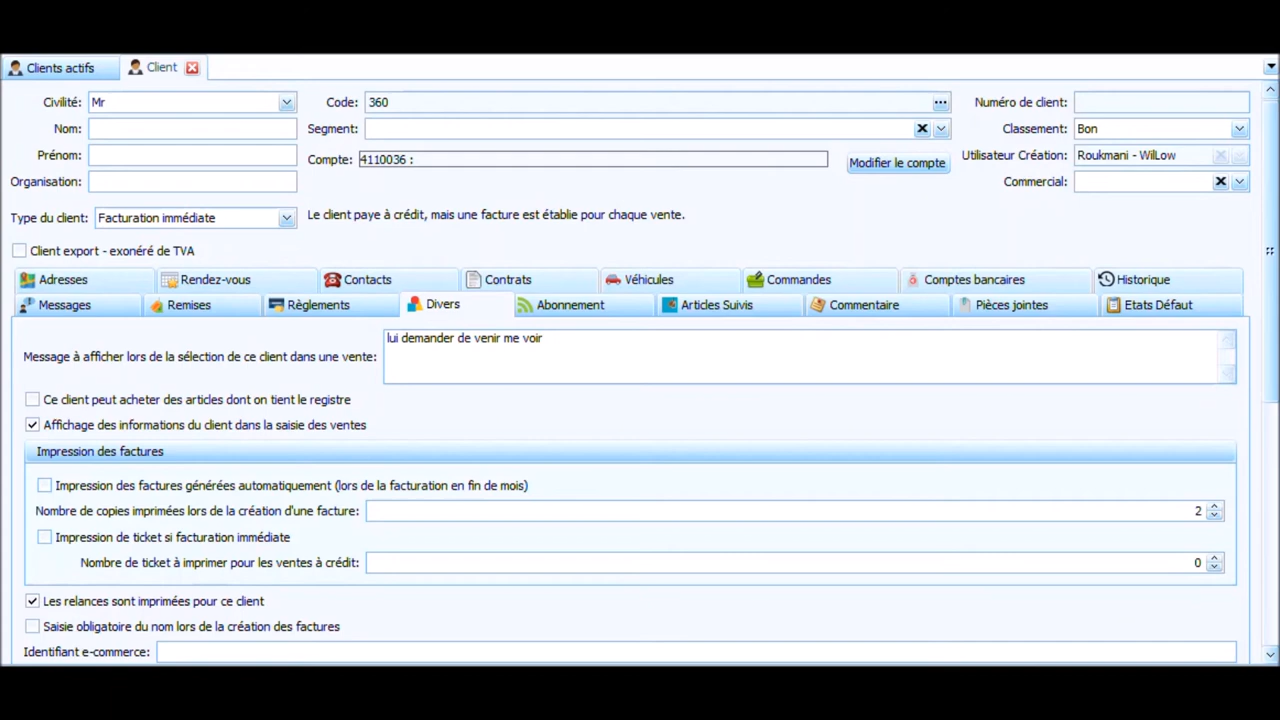 Clients actifs Client
Civilité: Mr Code: 360 Numéro de client:
Nom: Segment: Classement: Bon
Prénom: Compte: 4110036 : Modifier le compte Utilisateur Création: Roukmani - WilLow
Organisation: Commercial:
Type du client: Facturation immédiate Le client paye à crédit, mais une facture est établie pour chaque vente.
Client export - exonéré de TVA
Adresses Rendez-vous Contacts Contrats Véhicules Commandes Comptes bancaires Historique
Messages Remises Règlements Divers Abonnement Articles Suivis Commentaire Pièces jointes Etats Défaut
lui demander de venir me voir
Message à afficher lors de la sélection de ce client dans une vente:
Ce client peut acheter des articles dont on tient le registre
Affichage des informations du client dans la saisie des ventes
Impression des factures
Impression des factures générées automatiquement (lors de la facturation en fin de mois)
Nombre de copies imprimées lors de la création d'une facture: 2
Impression de ticket si facturation immédiate
Nombre de ticket à imprimer pour les ventes à crédit: 0
Les relances sont imprimées pour ce client
Saisie obligatoire du nom lors de la création des factures
Identifiant e-commerce: